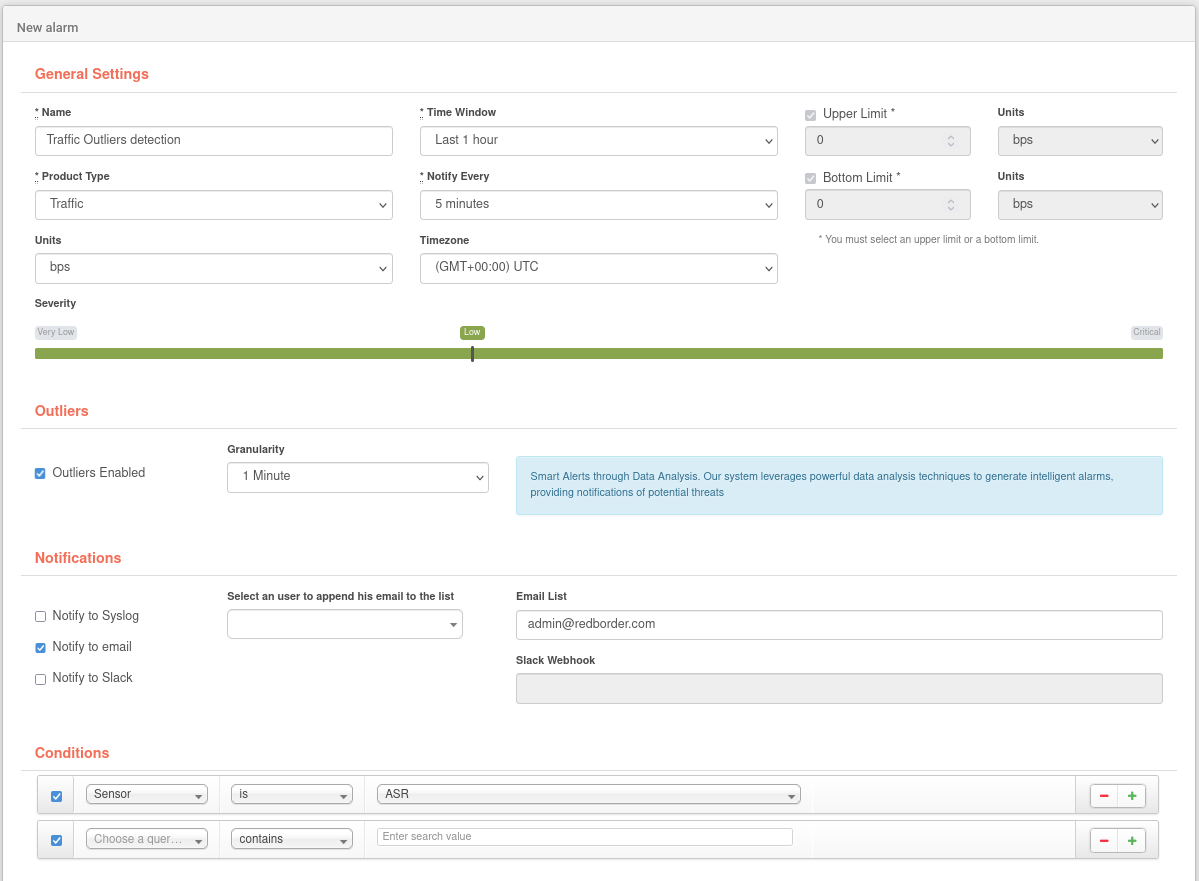 New alarm
General Settings
* Name
* Time Window
Upper Limit *
Units
Traffic Outliers detection
Last 1 hour
0
bps
* Product Type
* Notify Every
Bottom Limit *
Units
Traffic
5 minutes
0
bps
Units
Timezone
* You must select an upper limit or a bottom limit.
bps
(GMT+00:00) UTC
Severity
Very Low
Low
Critical
Outliers
Outliers Enabled
Granularity
1 Minute
Smart Alerts through Data Analysis. Our system leverages powerful data analysis techniques to generate intelligent alarms,
providing notifications of potential threats
Notifications
Notify to Syslog
Notify to email
Notify to Slack
Select an user to append his email to the list
Email List
admin@redborder.com
Slack Webhook
Conditions
Sensor
is
ASR
Choose a quer...
contains
Enter search value